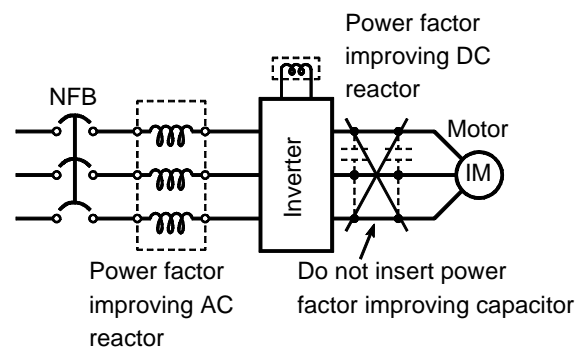 Power factor
improving DC
reactor
NFB
Motor
Inverter
IM
Power factor
improving AC
reactor
Do not insert power
factor improving capacitor